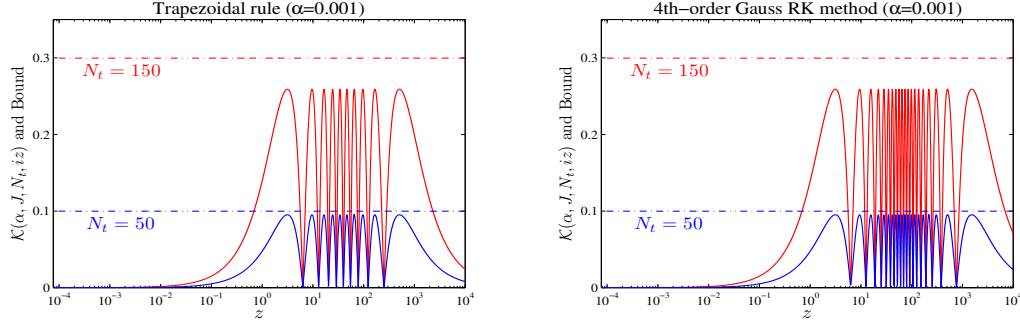 Trapezoidal rule (α=0.001)
K(α, J, N_t, iz) and Bound
0.3
0.2
0.1
0
N_t = 150
N_t = 50
10^−4 10^−3 10^−2 10^−1 10^0 10^1 10^2 10^3 10^4
z
4th−order Gauss RK method (α=0.001)
K(α, J, N_t, iz) and Bound
0.3
0.2
0.1
0
N_t = 150
N_t = 50
10^−4 10^−3 10^−2 10^−1 10^0 10^1 10^2 10^3 10^4
z